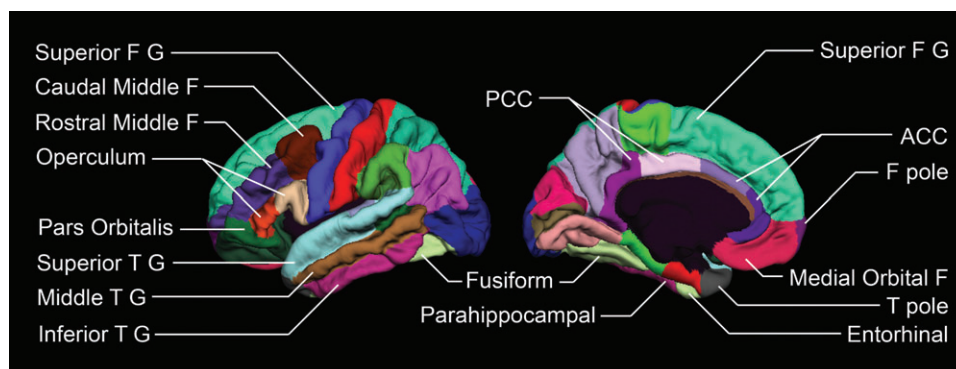 Superior F G
Caudal Middle F
Rostral Middle F
Operculum
Pars Orbitalis
Superior T G
Middle T G
Inferior T G
Fusiform
Parahippocampal
PCC
Superior F G
ACC
F pole
Medial Orbital F
T pole
Entorhinal